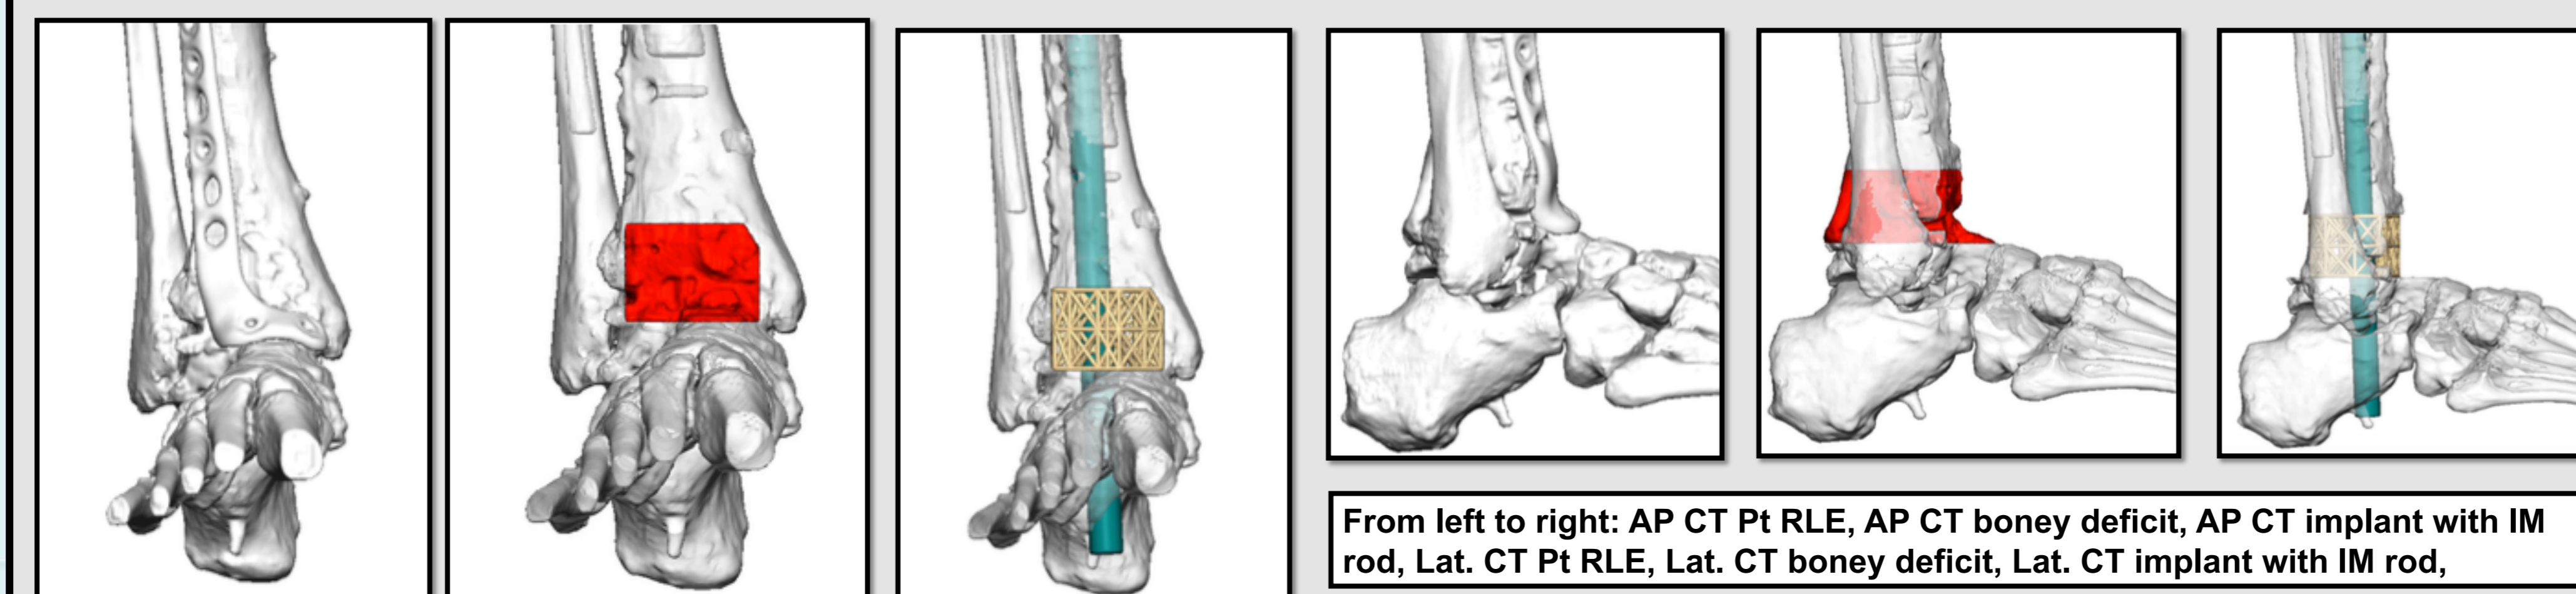 From left to right: AP CT Pt RLE, AP CT boney deficit, AP CT implant with IM
rod, Lat. CT Pt RLE, Lat. CT boney deficit, Lat. CT implant with IM rod,